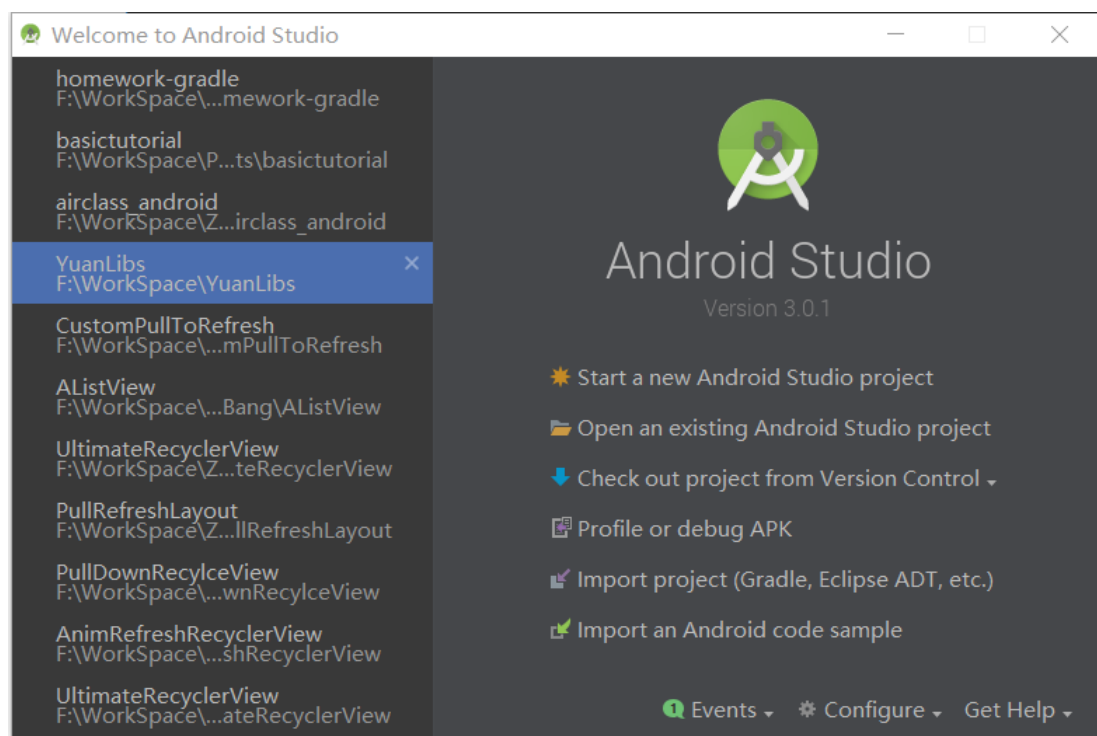 Welcome to Android Studio
homework-gradle
F:\WorkSpace\...mework-gradle
basictutorial
F:\WorkSpace\P...ts\basictutorial
airclass_android
F:\WorkSpace\Z...irclass_android
YuanLibs
F:\WorkSpace\YuanLibs
CustomPullToRefresh
F:\WorkSpace\...mPullToRefresh
AListView
F:\WorkSpace\...Bang\AListView
UltimateRecyclerView
F:\WorkSpace\Z...teRecyclerView
PullRefreshLayout
F:\WorkSpace\Z...llRefreshLayout
PullDownRecylceView
F:\WorkSpace\...wnRecylceView
AnimRefreshRecyclerView
F:\WorkSpace\...shRecyclerView
UltimateRecyclerView
F:\WorkSpace\...ateRecyclerView
Android Studio
Version 3.0.1
Start a new Android Studio project
Open an existing Android Studio project
Check out project from Version Control
Profile or debug APK
Import project (Gradle, Eclipse ADT, etc.)
Import an Android code sample
1 Events Configure Get Help